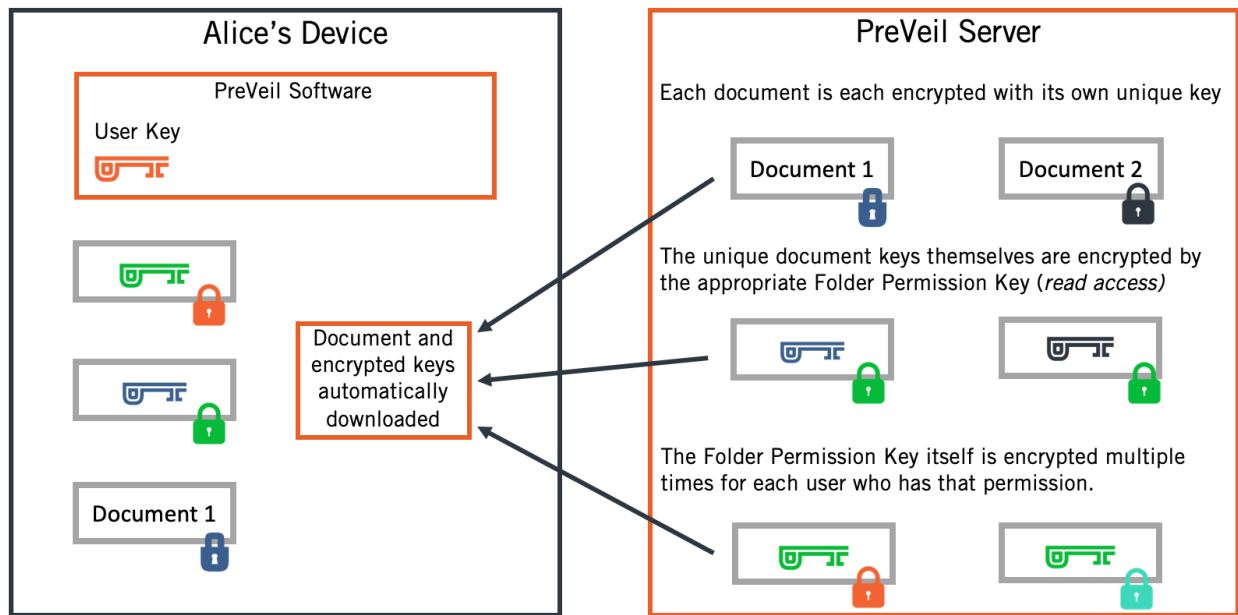 Alice's Device
PreVeil Software
User Key
Document and
encrypted keys
automatically
downloaded
Document 1
PreVeil Server
Each document is each encrypted with its own unique key
Document 1
Document 2
The unique document keys themselves are encrypted by
the appropriate Folder Permission Key (read access)
The Folder Permission Key itself is encrypted multiple
times for each user who has that permission.